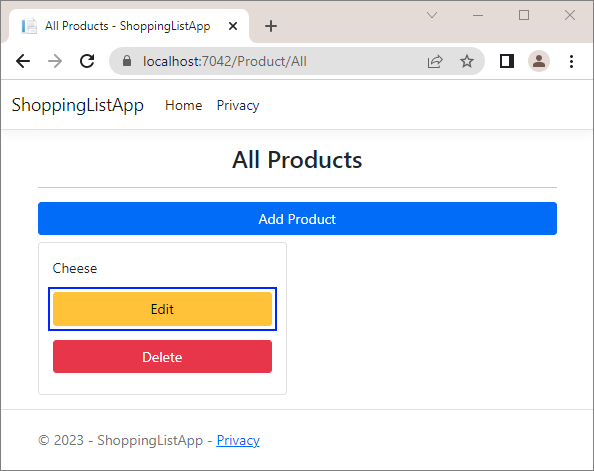 All Products - ShoppingListApp
localhost:7042/Product/All
ShoppingListApp Home Privacy
All Products
Add Product
Cheese
Edit
Delete
© 2023 - ShoppingListApp - Privacy